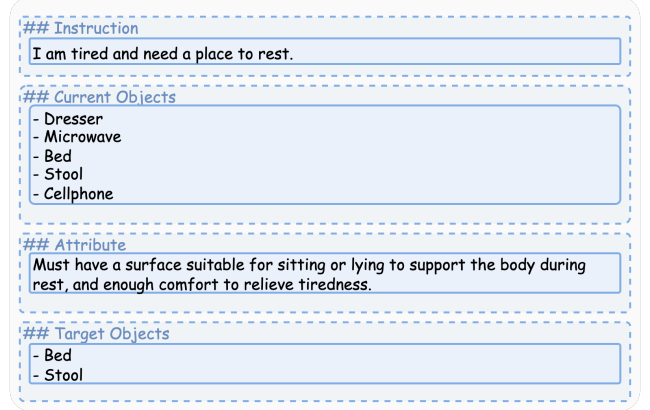 ## Instruction
I am tired and need a place to rest.
## Current Objects
- Dresser
- Microwave
- Bed
- Stool
- Cellphone
## Attribute
Must have a surface suitable for sitting or lying to support the body during
rest, and enough comfort to relieve tiredness.
## Target Objects
- Bed
- Stool